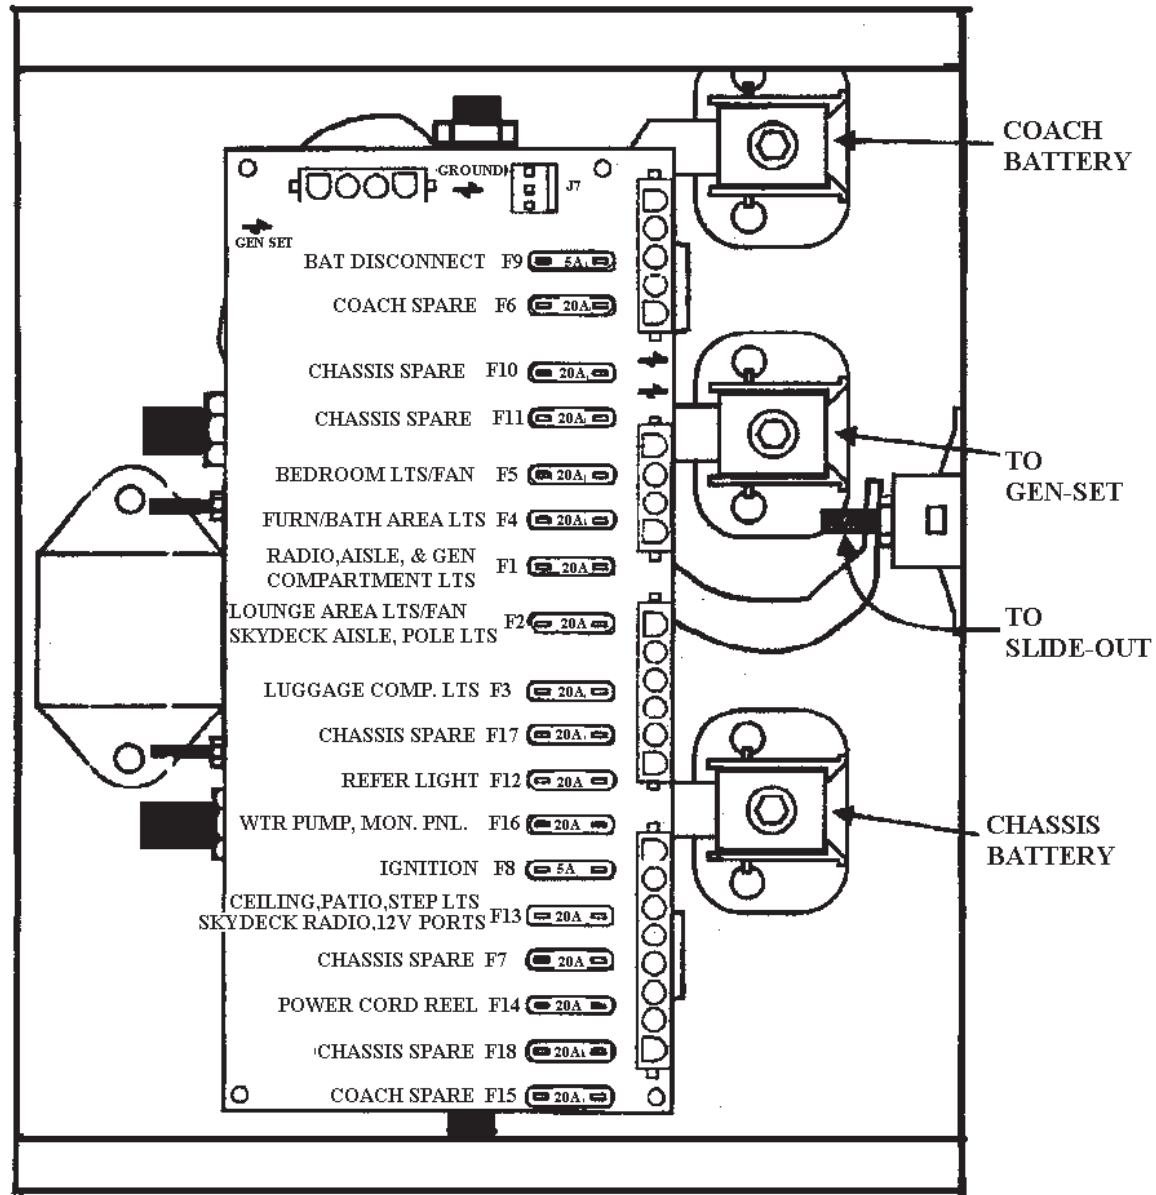 COACH
BATTERY
GROUND
J7
GEN SET
BAT DISCONNECT F9 5A
COACH SPARE F6 20A
CHASSIS SPARE F10 20A
CHASSIS SPARE F11 20A
TO
GEN-SET
BEDROOM LTS/FAN F5 20A
FURN/BATH AREA LTS F4 20A
RADIO,AISLE, & GEN
COMPARTMENT LTS F1 20A
LOUNGE AREA LTS/FAN
SKYDECK AISLE, POLE LTS F2 20A
TO
SLIDE-OUT
LUGGAGE COMP. LTS F3 20A
CHASSIS SPARE F17 20A
REFER LIGHT F12 20A
WTR PUMP, MON. PNL. F16 20A
CHASSIS
BATTERY
IGNITION F8 5A
CEILING,PATIO,STEP LTS
SKYDECK RADIO,12V PORTS F13 20A
CHASSIS SPARE F7 20A
POWER CORD REEL F14 20A
CHASSIS SPARE F18 20A
COACH SPARE F15 20A